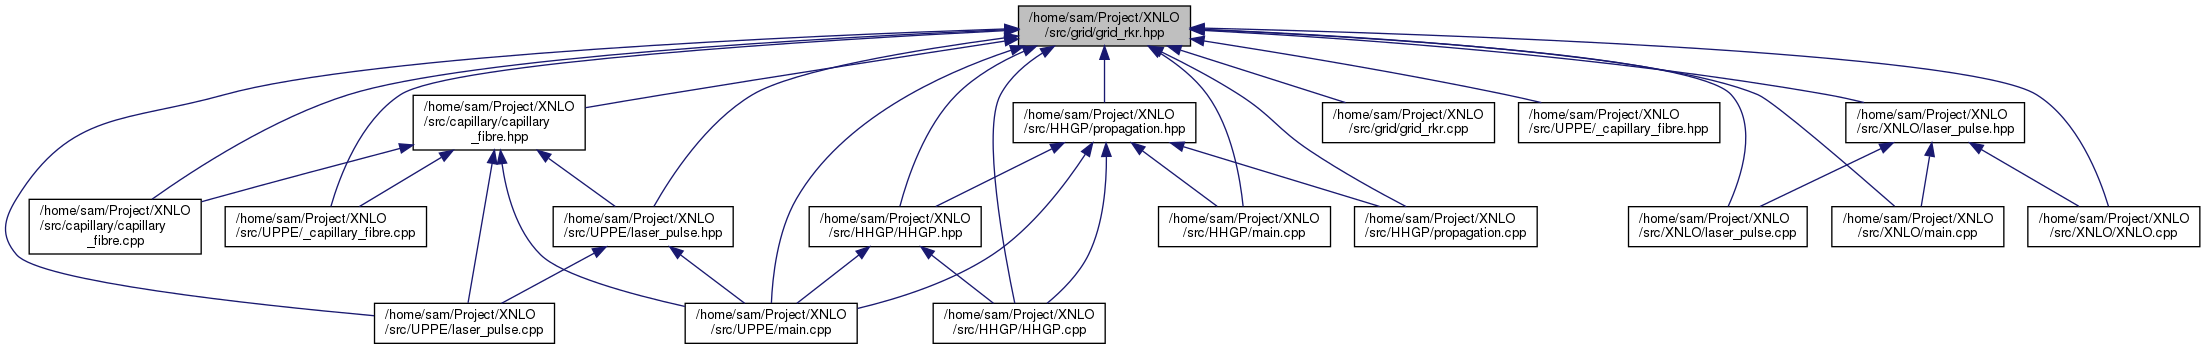 /home/sam/Project/XNLO
/src/grid/grid_rkr.hpp
/home/sam/Project/XNLO
/src/capillary/capillary
_fibre.hpp
/home/sam/Project/XNLO
/src/HHGP/propagation.hpp
/home/sam/Project/XNLO
/src/grid/grid_rkr.cpp
/home/sam/Project/XNLO
/src/UPPE/_capillary_fibre.hpp
/home/sam/Project/XNLO
/src/XNLO/laser_pulse.hpp
/home/sam/Project/XNLO
/src/capillary/capillary
_fibre.cpp
/home/sam/Project/XNLO
/src/UPPE/_capillary_fibre.cpp
/home/sam/Project/XNLO
/src/UPPE/laser_pulse.hpp
/home/sam/Project/XNLO
/src/HHGP/HHGP.hpp
/home/sam/Project/XNLO
/src/HHGP/main.cpp
/home/sam/Project/XNLO
/src/HHGP/propagation.cpp
/home/sam/Project/XNLO
/src/XNLO/laser_pulse.cpp
/home/sam/Project/XNLO
/src/XNLO/main.cpp
/home/sam/Project/XNLO
/src/XNLO/XNLO.cpp
/home/sam/Project/XNLO
/src/UPPE/laser_pulse.cpp
/home/sam/Project/XNLO
/src/UPPE/main.cpp
/home/sam/Project/XNLO
/src/HHGP/HHGP.cpp